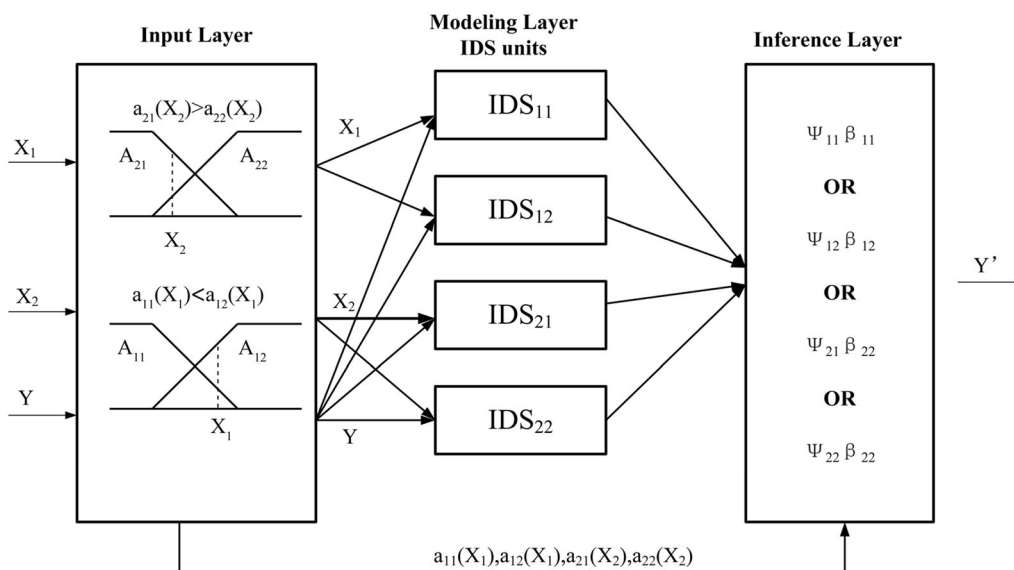 Input Layer
Modeling Layer
IDS units
Inference Layer
X₁
X₂
Y
a₂₁(X₂)>a₂₂(X₂)
A₂₁
A₂₂
X₂
a₁₁(X₁)<a₁₂(X₁)
A₁₁
A₁₂
X₁
X₁
X₂
Y
IDS₁₁
IDS₁₂
IDS₂₁
IDS₂₂
Ψ₁₁ β₁₁
OR
Ψ₁₂ β₁₂
OR
Ψ₂₁ β₂₂
OR
Ψ₂₂ β₂₂
Y’
a₁₁(X₁),a₁₂(X₁),a₂₁(X₂),a₂₂(X₂)